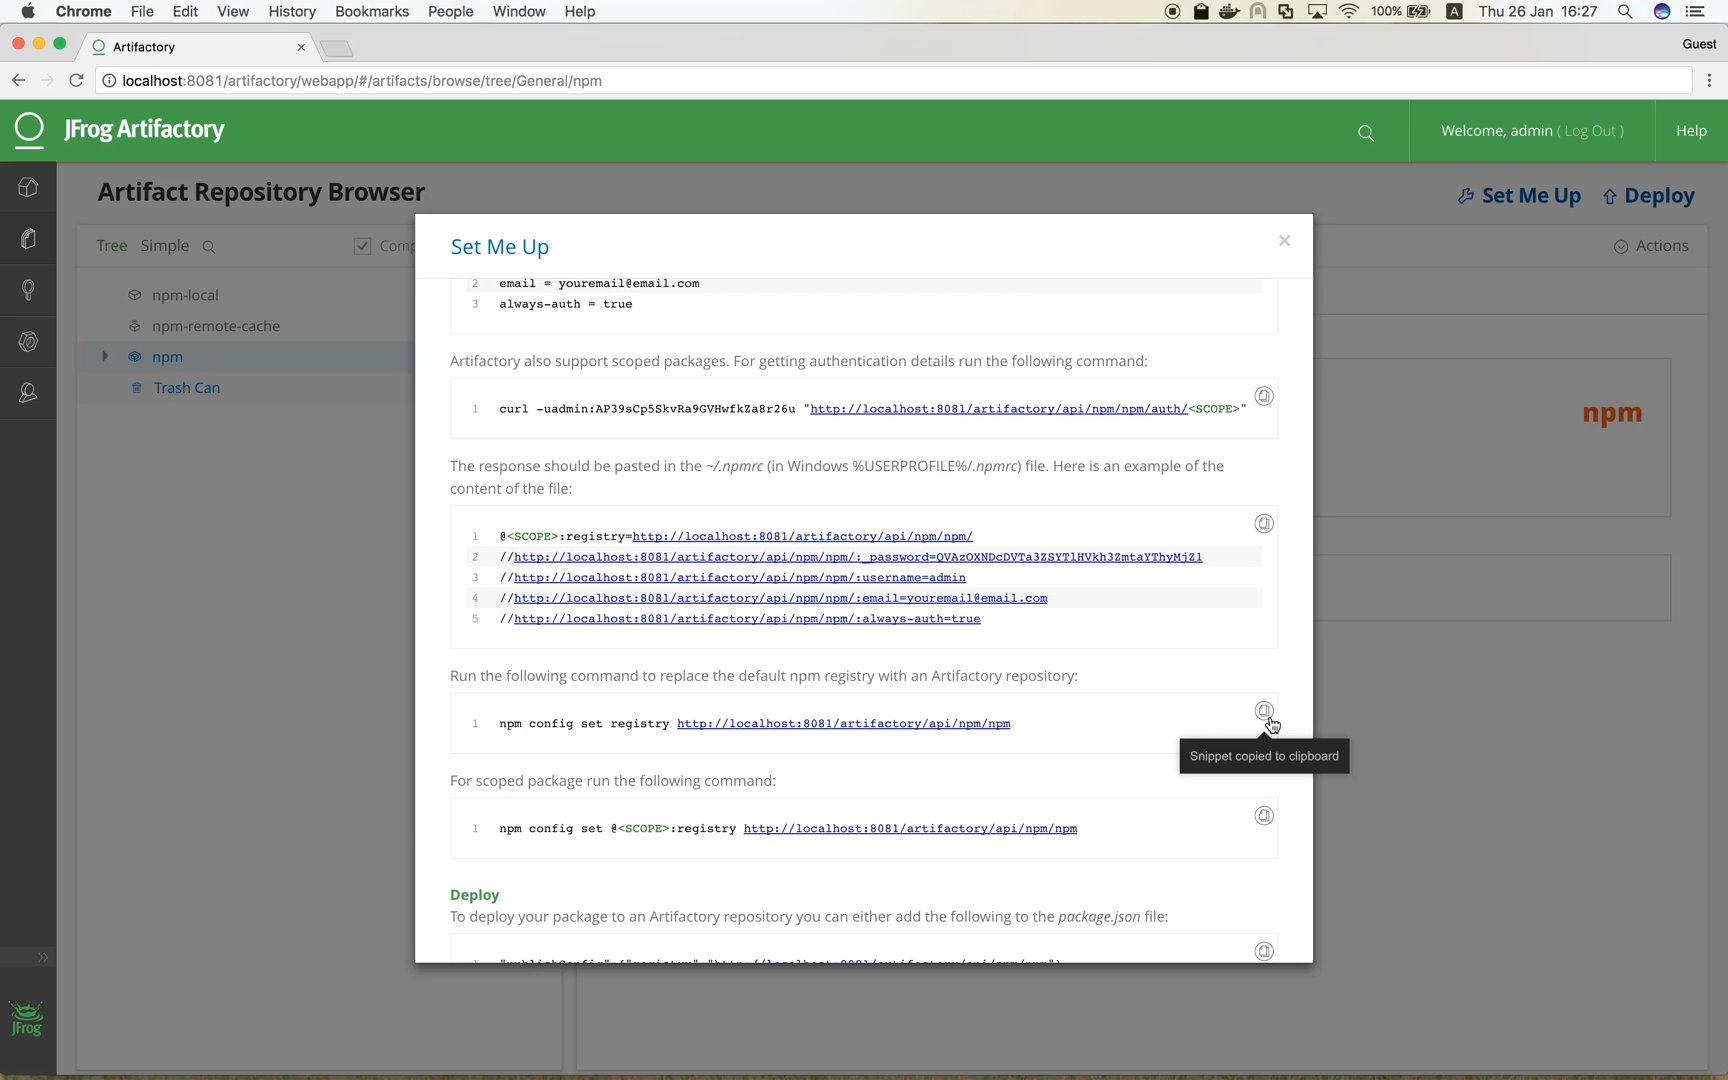 Chrome File Edit View History Bookmarks People Window Help 100% A Thu 26 Jan 16:27
Artifactory Guest
localhost:8081/artifactory/webapp/#/artifacts/browse/tree/General/npm
JFrog Artifactory Welcome, admin ( Log Out ) Help
Artifact Repository Browser Set Me Up Deploy
Tree Simple Comp Actions
Set Me Up
npm-local
npm-remote-cache
npm
Trash Can
npm
2 email = youremail@email.com
3 always-auth = true
Artifactory also support scoped packages. For getting authentication details run the following command:
1 curl -uadmin:AP39sCp5SkvRa9GVHwfkZa8r26u "http://localhost:8081/artifactory/api/npm/npm/auth/<SCOPE>"
The response should be pasted in the ~/.npmrc (in Windows %USERPROFILE%/.npmrc) file. Here is an example of the
content of the file:
1 @<SCOPE>:registry=http://localhost:8081/artifactory/api/npm/npm/
2 //http://localhost:8081/artifactory/api/npm/npm/:_password=QVAzOXNDcDVTa3ZSYTlHVkh3ZmtaYThyMjZ1
3 //http://localhost:8081/artifactory/api/npm/npm/:username=admin
4 //http://localhost:8081/artifactory/api/npm/npm/:email=youremail@email.com
5 //http://localhost:8081/artifactory/api/npm/npm/:always-auth=true
Run the following command to replace the default npm registry with an Artifactory repository:
1 npm config set registry http://localhost:8081/artifactory/api/npm/npm
Snippet copied to clipboard
For scoped package run the following command:
1 npm config set @<SCOPE>:registry http://localhost:8081/artifactory/api/npm/npm
Deploy
To deploy your package to an Artifactory repository you can either add the following to the package.json file:
JFrog